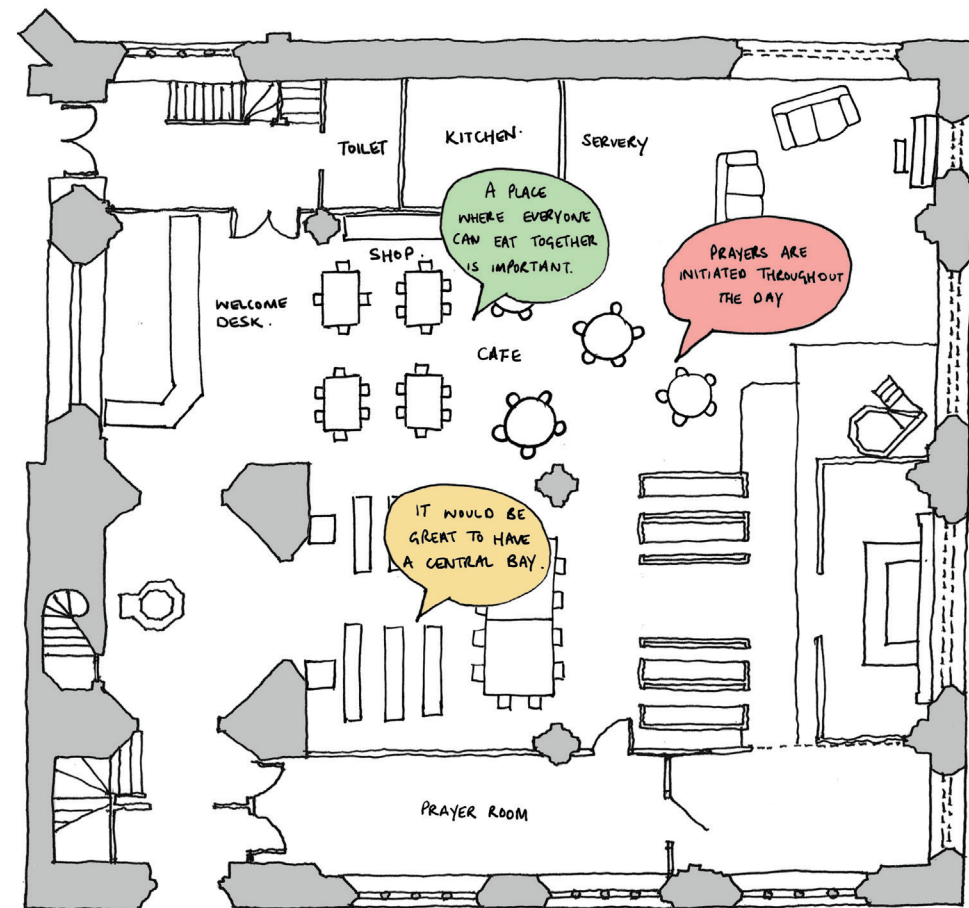 TOILET
KITCHEN.
SERVERY
A PLACE
WHERE EVERYONE
CAN EAT TOGETHER
IS IMPORTANT.
PRAYERS ARE
INITIATED THROUGHOUT
THE DAY
SHOP.
WELCOME
DESK.
CAFE
IT WOULD BE
GREAT TO HAVE
A CENTRAL BAY.
PRAYER ROOM